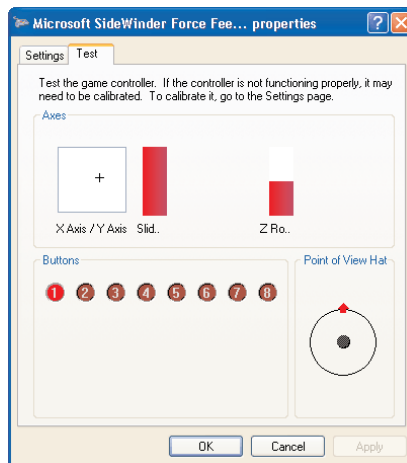 Microsoft SideWinder Force Fee... properties
Settings Test
Test the game controller. If the controller is not functioning properly, it may
need to be calibrated. To calibrate it, go to the Settings page.
Axes
X Axis / Y Axis Slid.. Z Ro..
Buttons
1 2 3 4 5 6 7 8
Point of View Hat
OK Cancel Apply